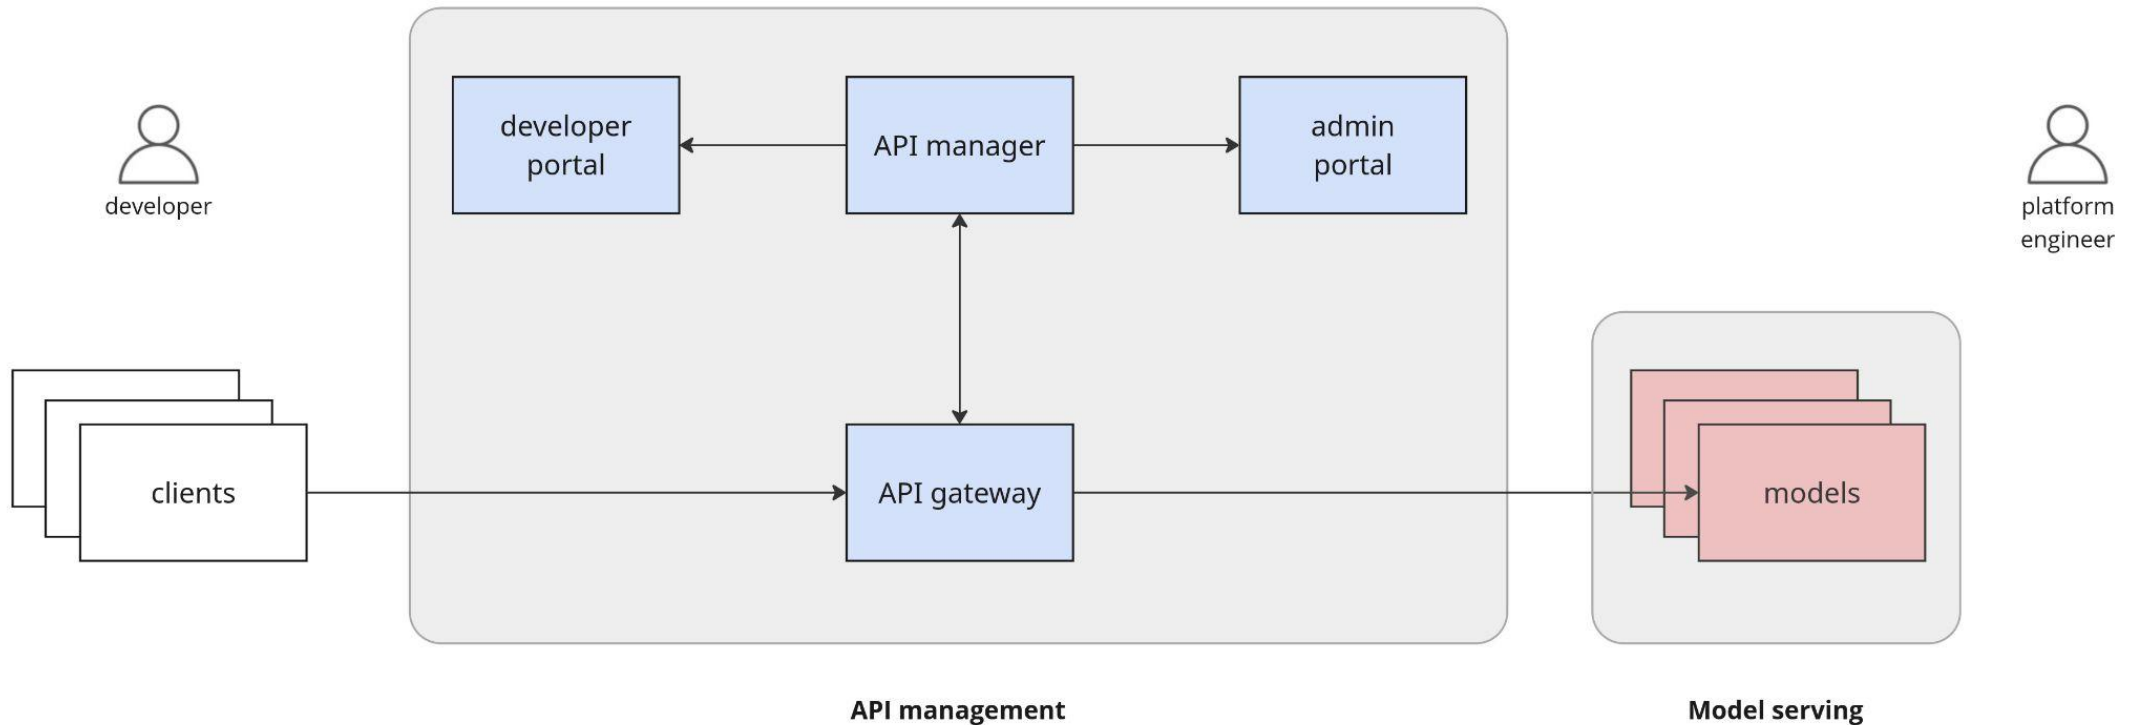 developer
portal
API manager
admin
portal
developer
platform
engineer
clients
API gateway
models
API management
Model serving